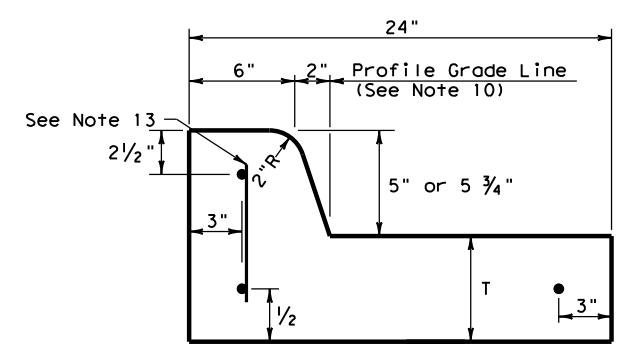 24"
6"
2"
Profile Grade Line
(See Note 10)
See Note 13
2½"
2"R
5" or 5 ¾"
3"
T
3"
½